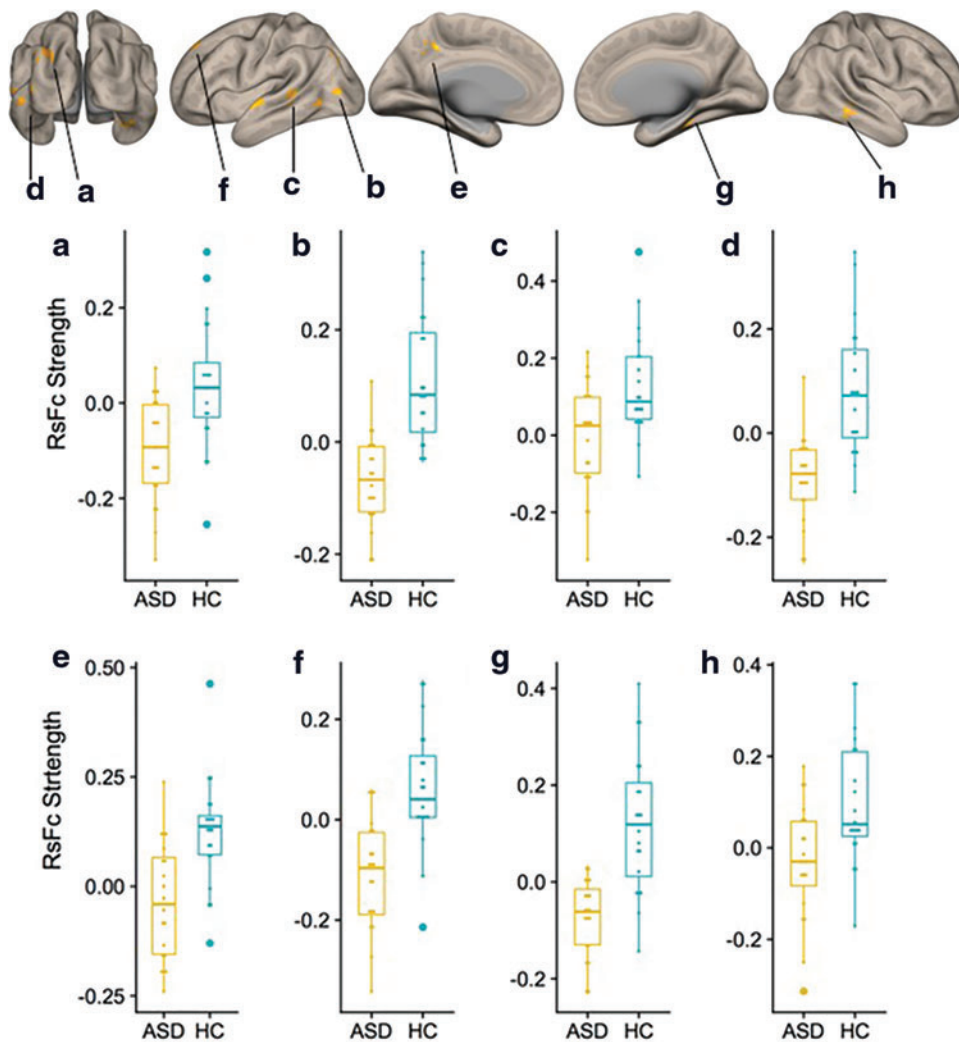 d a f c b e g h
a b c d
RsFc Strength
0.2 0.2 0.4 0.2
0.0 0.0 0.2 0.0
-0.2 -0.2 0.0 -0.2
-0.2
ASD HC ASD HC ASD HC ASD HC
e f g h
RsFc Strtength
0.50 0.2 0.4 0.4
0.25 0.0 0.2 0.2
0.00 -0.2 0.0 0.0
-0.25 -0.2 -0.2
ASD HC ASD HC ASD HC ASD HC